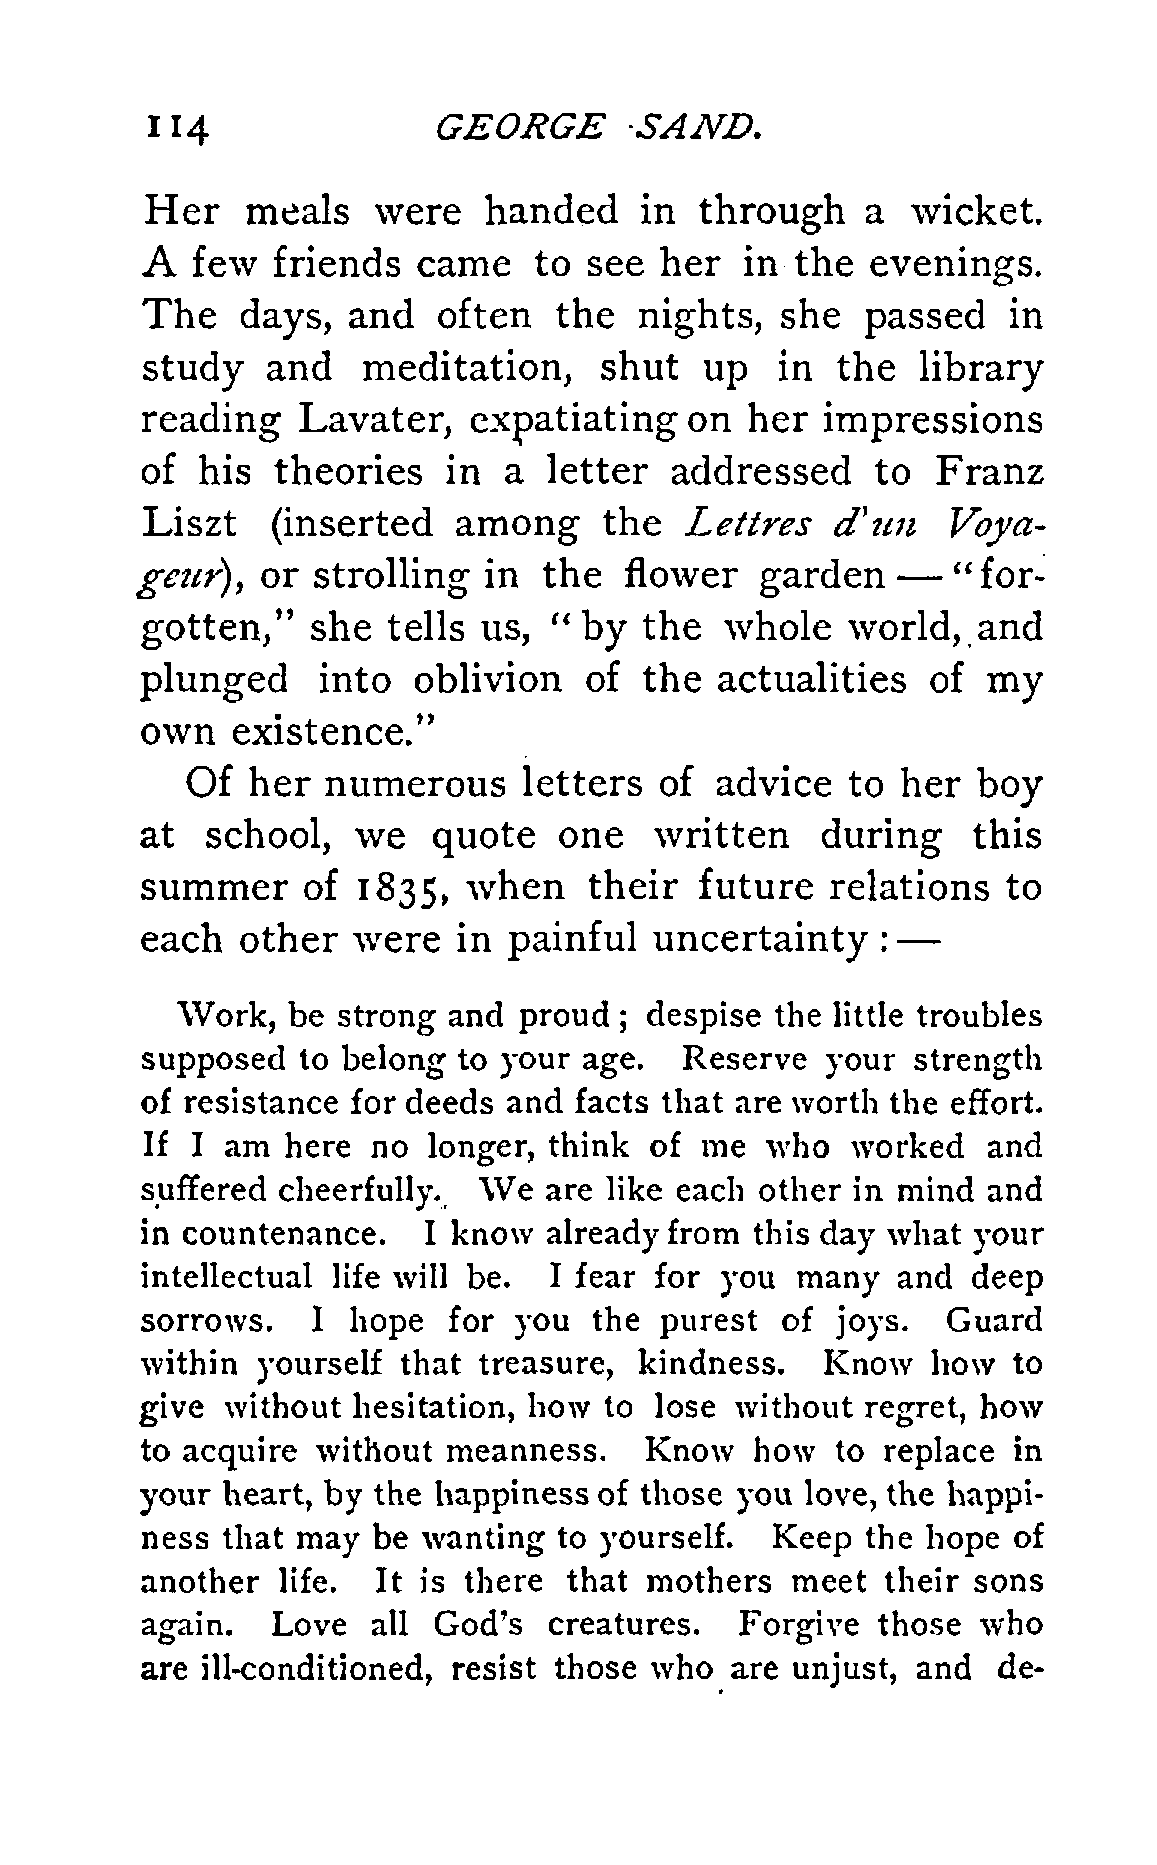 114 GEORGE SAND.
Her meals were handed in through a wicket.
A few friends came to see her in the evenings.
The days, and often the nights, she passed in
study and meditation, shut up in the library
reading Lavater, expatiating on her impressions
of his theories in a letter addressed to Franz
Liszt (inserted among the Lettres d'un Voya-
geur), or strolling in the flower garden — "for-
gotten," she tells us, "by the whole world, and
plunged into oblivion of the actualities of my
own existence."
Of her numerous letters of advice to her boy
at school, we quote one written during this
summer of 1835, when their future relations to
each other were in painful uncertainty :—
Work, be strong and proud; despise the little troubles
supposed to belong to your age. Reserve your strength
of resistance for deeds and facts that are worth the effort.
If I am here no longer, think of me who worked and
suffered cheerfully. We are like each other in mind and
in countenance. I know already from this day what your
intellectual life will be. I fear for you many and deep
sorrows. I hope for you the purest of joys. Guard
within yourself that treasure, kindness. Know how to
give without hesitation, how to lose without regret, how
to acquire without meanness. Know how to replace in
your heart, by the happiness of those you love, the happi-
ness that may be wanting to yourself. Keep the hope of
another life. It is there that mothers meet their sons
again. Love all God's creatures. Forgive those who
are ill-conditioned, resist those who are unjust, and de-